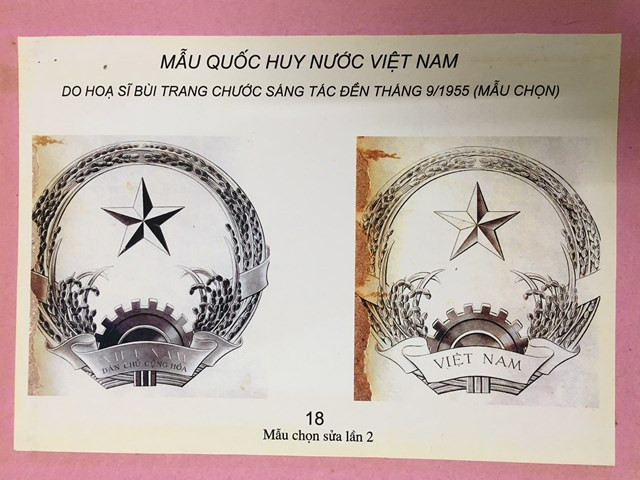 MẪU QUỐC HUY NƯỚC VIỆT NAM
DO HOẠ SĨ BÙI TRANG CHƯỚC SÁNG TÁC ĐẾN THÁNG 9/1955 (MẪU CHỌN)
VIỆT NAM
DÂN CHỦ CỘNG HÒA
VIỆT NAM
18
Mẫu chọn sửa lần 2